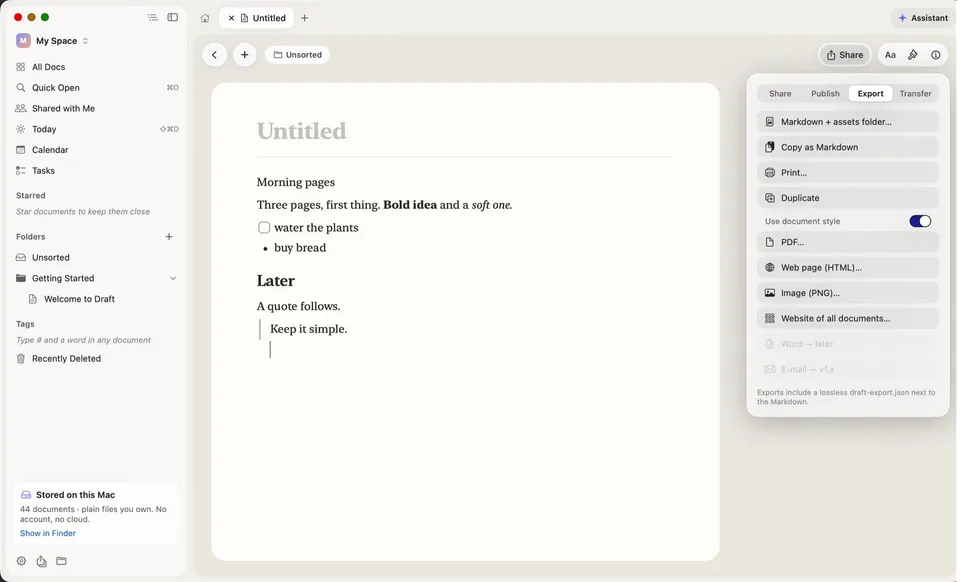 Untitled
Assistant
M My Space
All Docs
Quick Open ⌘O
Shared with Me
Today ⇧⌘D
Calendar
Tasks
Starred
Star documents to keep them close
Folders
Unsorted
Getting Started
Welcome to Draft
Tags
Type # and a word in any document
Recently Deleted
Stored on this Mac
44 documents · plain files you own. No
account, no cloud.
Show in Finder
Unsorted
Share
Aa
Untitled
Morning pages
Three pages, first thing. Bold idea and a soft one.
water the plants
• buy bread
Later
A quote follows.
Keep it simple.
Share Publish Export Transfer
Markdown + assets folder...
Copy as Markdown
Print...
Duplicate
Use document style
PDF...
Web page (HTML)...
Image (PNG)...
Website of all documents...
Word — later
E-mail — v1.x
Exports include a lossless draft-export.json next to
the Markdown.